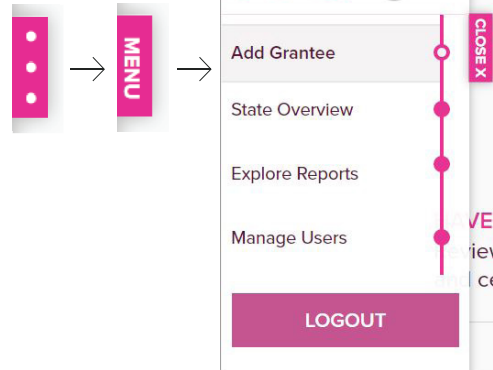 MENU
Add Grantee
CLOSE X
State Overview
Explore Reports
Manage Users
LOGOUT